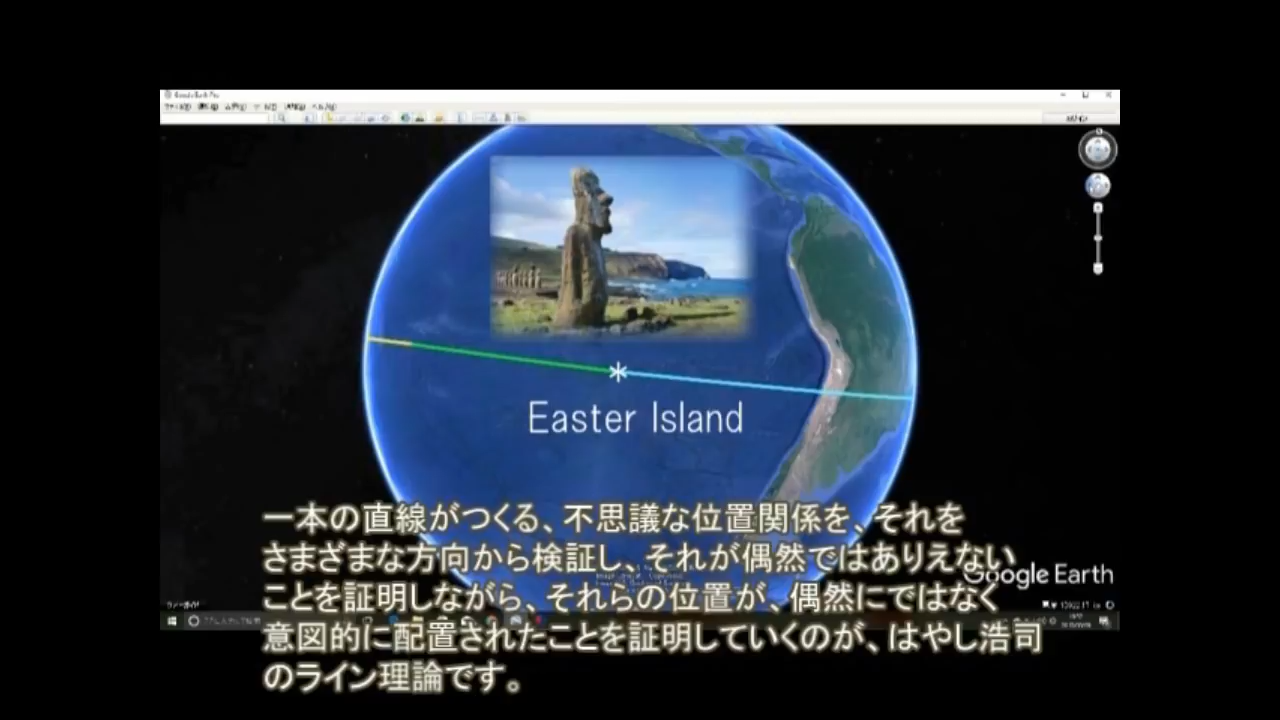 Google Earth Pro
Easter Island
一本の直線がつくる、不思議な位置関係を、それを
さまざまな方向から検証し、それが偶然ではありえない
Google Earth
ことを証明しながら、それらの位置が、偶然にではなく
意図的に配置されたことを証明していくのが、はやし浩司
のライン理論です。